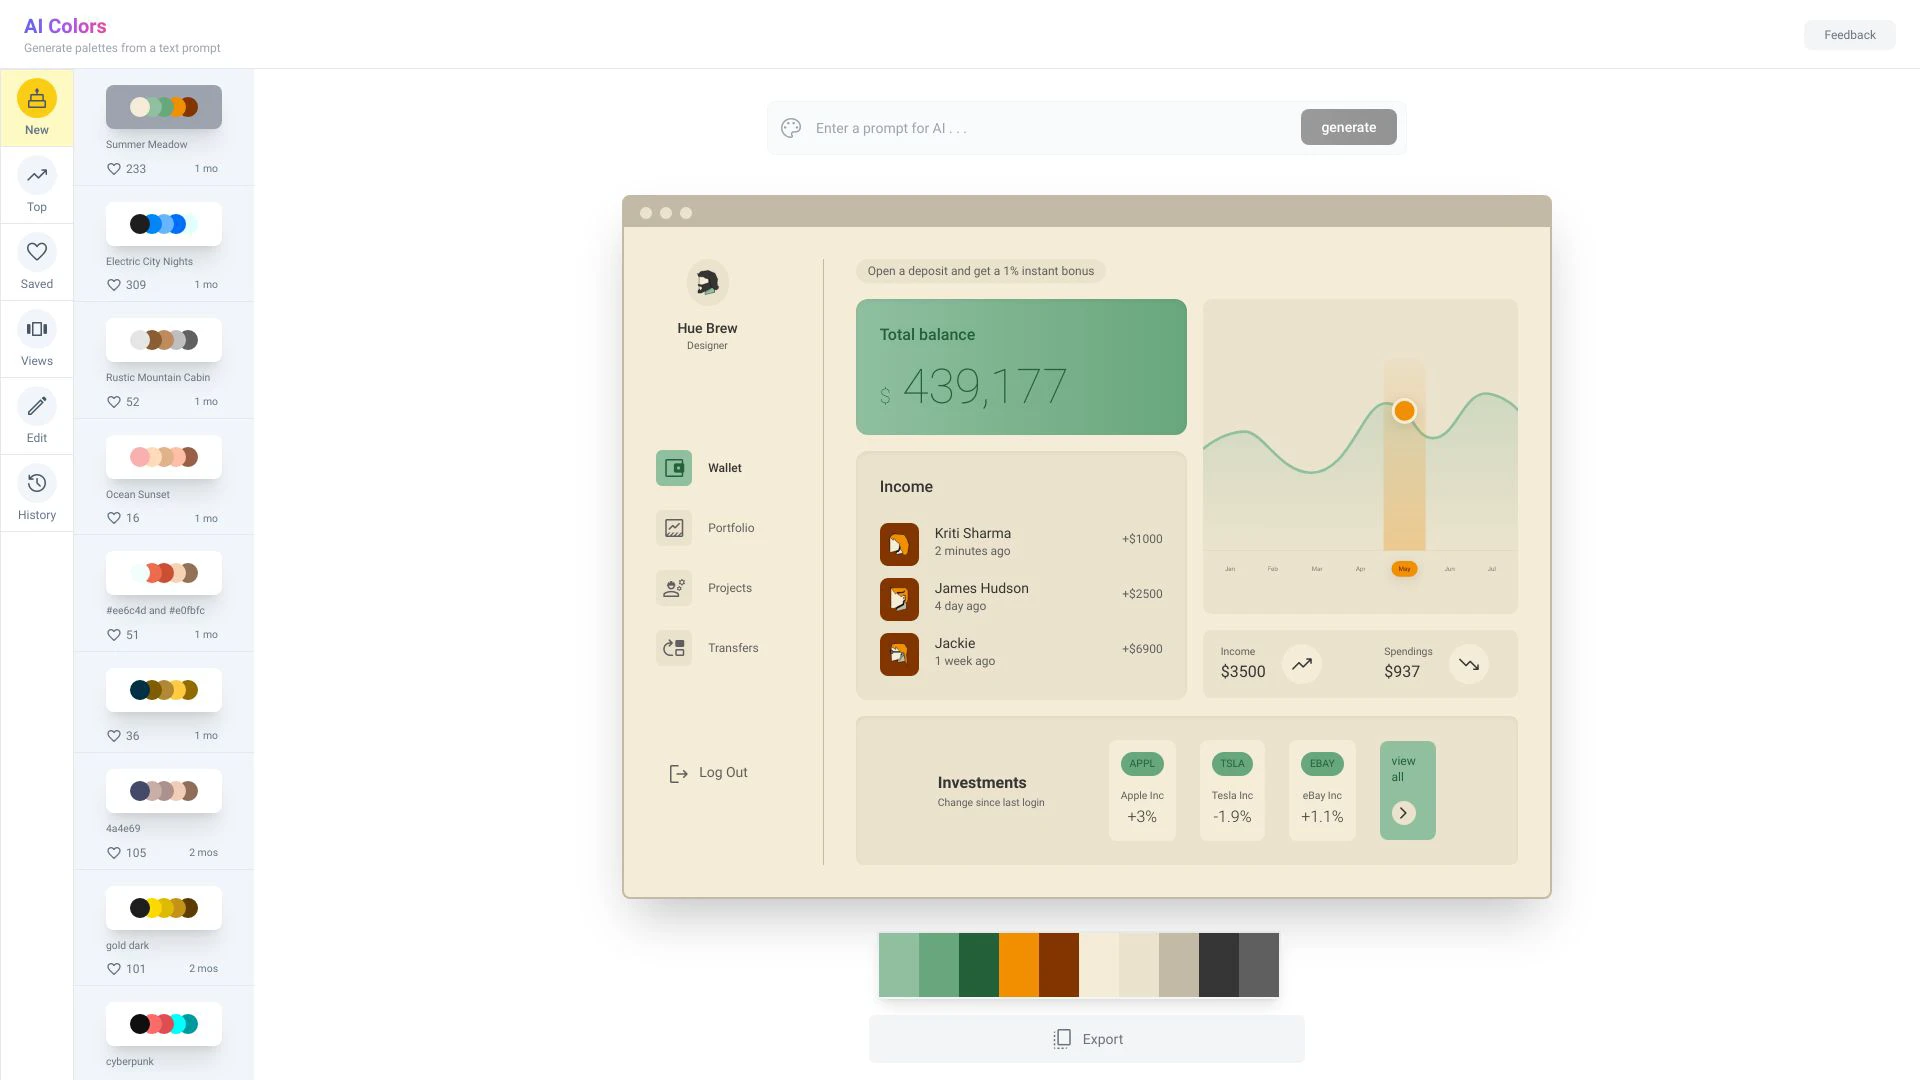 AI Colors
Generate palettes from a text prompt
Feedback
New
Top
Saved
Views
Edit
History
Summer Meadow
233 1 mo
Electric City Nights
309 1 mo
Rustic Mountain Cabin
52 1 mo
Ocean Sunset
16 1 mo
#ee6c4d and #e0fbfc
51 1 mo
36 1 mo
4a4e69
105 2 mos
gold dark
101 2 mos
cyberpunk
Enter a prompt for AI . . .
generate
Hue Brew
Designer
Wallet
Portfolio
Projects
Transfers
Log Out
Open a deposit and get a 1% instant bonus
Total balance
$ 439,177
Income
Kriti Sharma
2 minutes ago
+$1000
James Hudson
4 day ago
+$2500
Jackie
1 week ago
+$6900
Jan Feb Mar Apr May Jun Jul
Income
$3500
Spendings
$937
Investments
Change since last login
APPL
Apple Inc
+3%
TSLA
Tesla Inc
-1.9%
EBAY
eBay Inc
+1.1%
view
all
Export